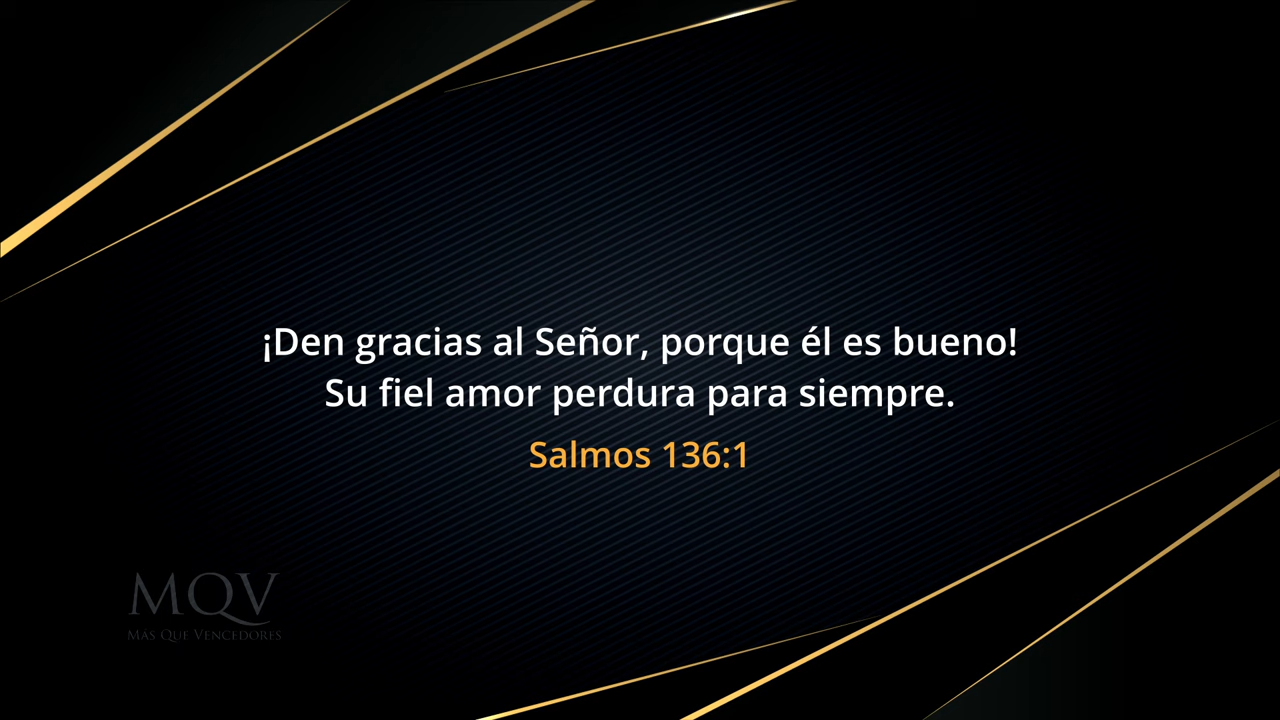 ¡Den gracias al Señor, porque él es bueno!
Su fiel amor perdura para siempre.
Salmos 136:1
MQV
Más Que Vencedores